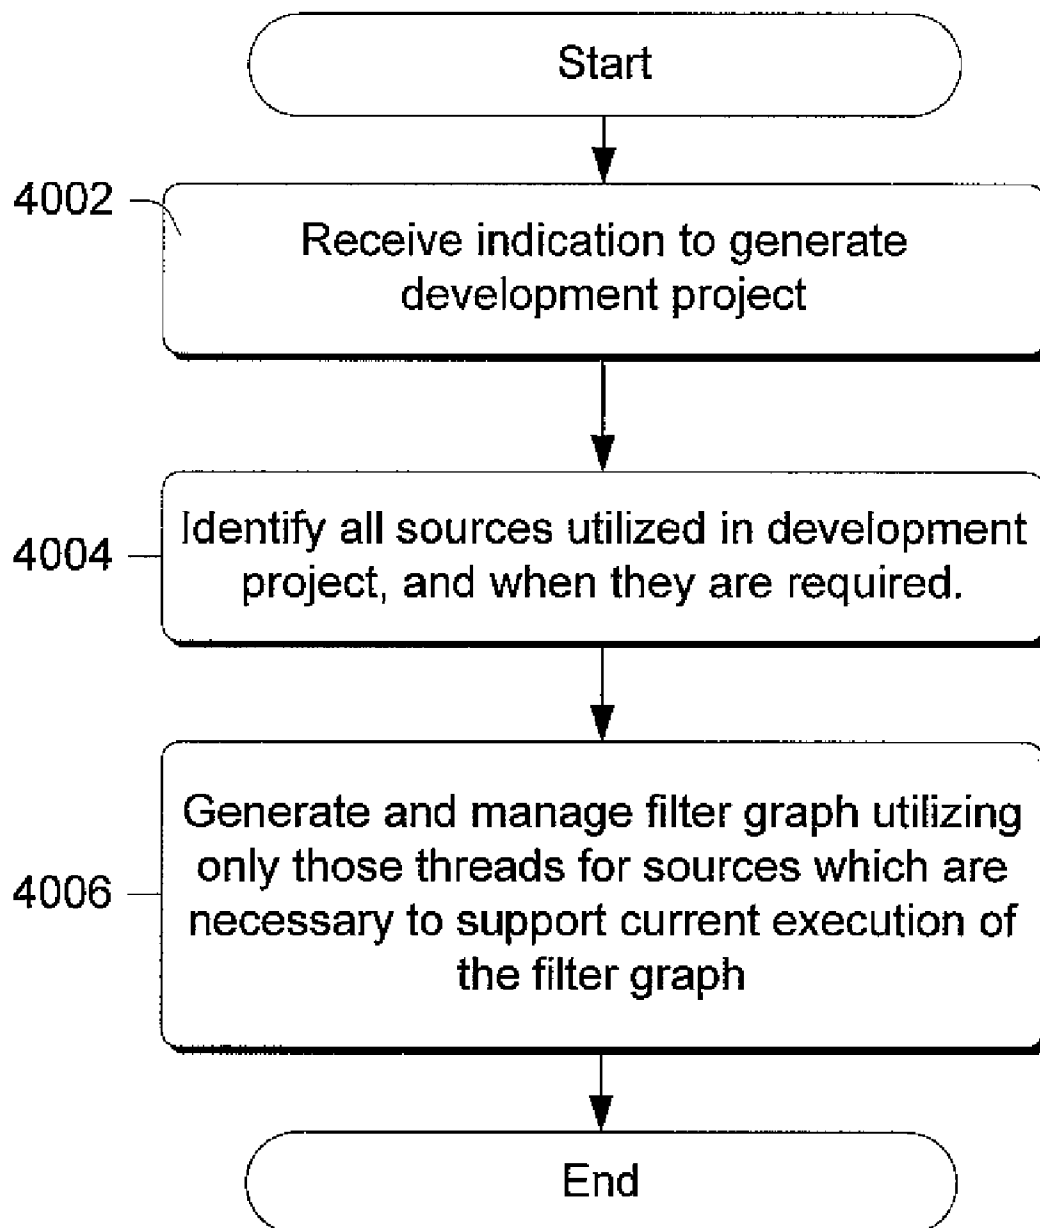 Start
4002
Receive indication to generate
development project
4004
Identify all sources utilized in development
project, and when they are required.
4006
Generate and manage filter graph utilizing
only those threads for sources which are
necessary to support current execution of
the filter graph
End